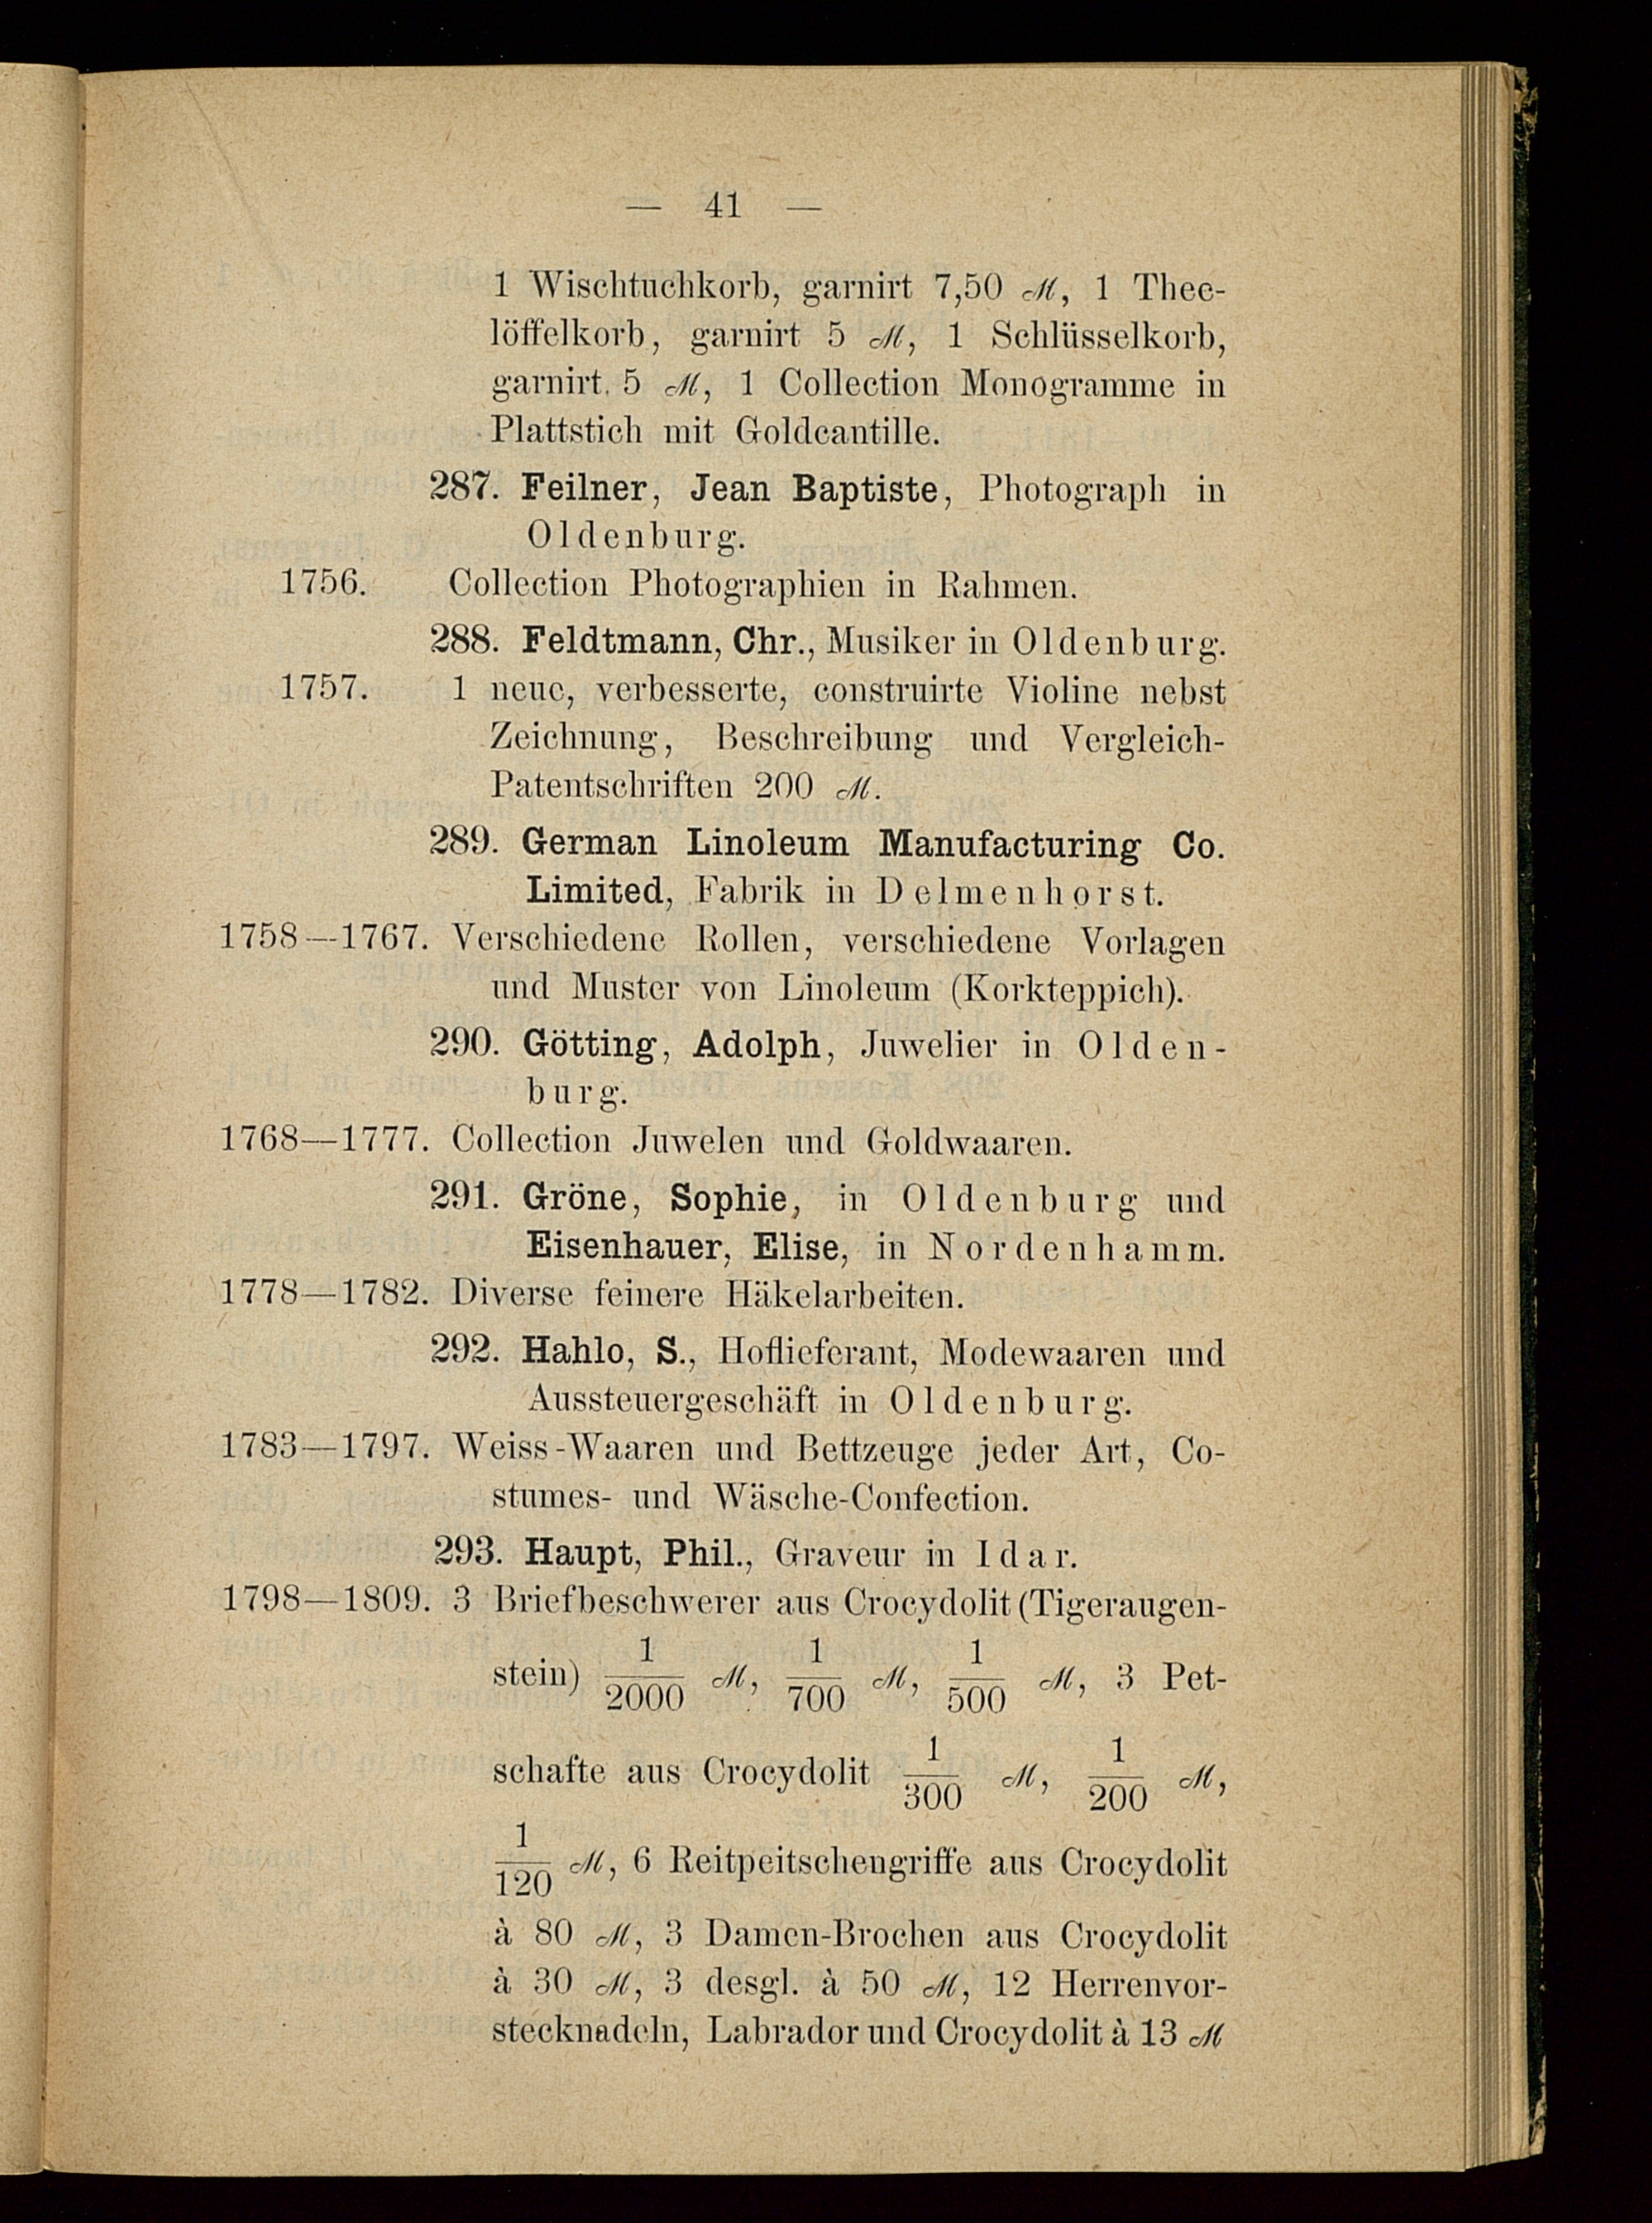 — 41 —
1 Wischtuchkorb, garnirt 7,50 ℳ, 1 Thee-
löffelkorb, garnirt 5 ℳ, 1 Schlüsselkorb,
garnirt. 5 ℳ, 1 Collection Monogramme in
Plattstich mit Goldcantille.
287. Feilner, Jean Baptiste, Photograph in
Oldenburg.
1756. Collection Photographien in Rahmen.
288. Feldtmann, Chr., Musiker in Oldenburg.
1757. 1 neue, verbesserte, construirte Violine nebst
Zeichnung, Beschreibung und Vergleich-
Patentschriften 200 ℳ.
289. German Linoleum Manufacturing Co.
Limited, Fabrik in Delmenhorst.
1758—1767. Verschiedene Rollen, verschiedene Vorlagen
und Muster von Linoleum (Korkteppich).
290. Götting, Adolph, Juwelier in Olden-
burg.
1768—1777. Collection Juwelen und Goldwaaren.
291. Gröne, Sophie, in Oldenburg und
Eisenhauer, Elise, in Nordenhamm.
1778—1782. Diverse feinere Häkelarbeiten.
292. Hahlo, S., Hoflieferant, Modewaaren und
Aussteuergeschäft in Oldenburg.
1783—1797. Weiss-Waaren und Bettzeuge jeder Art, Co-
stumes- und Wäsche-Confection.
293. Haupt, Phil., Graveur in Idar.
1798—1809. 3 Briefbeschwerer aus Crocydolit (Tigeraugen-
stein) 1/2000 ℳ, 1/700 ℳ, 1/500 ℳ, 3 Pet-
schafte aus Crocydolit 1/300 ℳ, 1/200 ℳ,
1/120 ℳ, 6 Reitpeitschengriffe aus Crocydolit
à 80 ℳ, 3 Damen-Brochen aus Crocydolit
à 30 ℳ, 3 desgl. à 50 ℳ, 12 Herrenvor-
stecknadeln, Labrador und Crocydolit à 13 ℳ